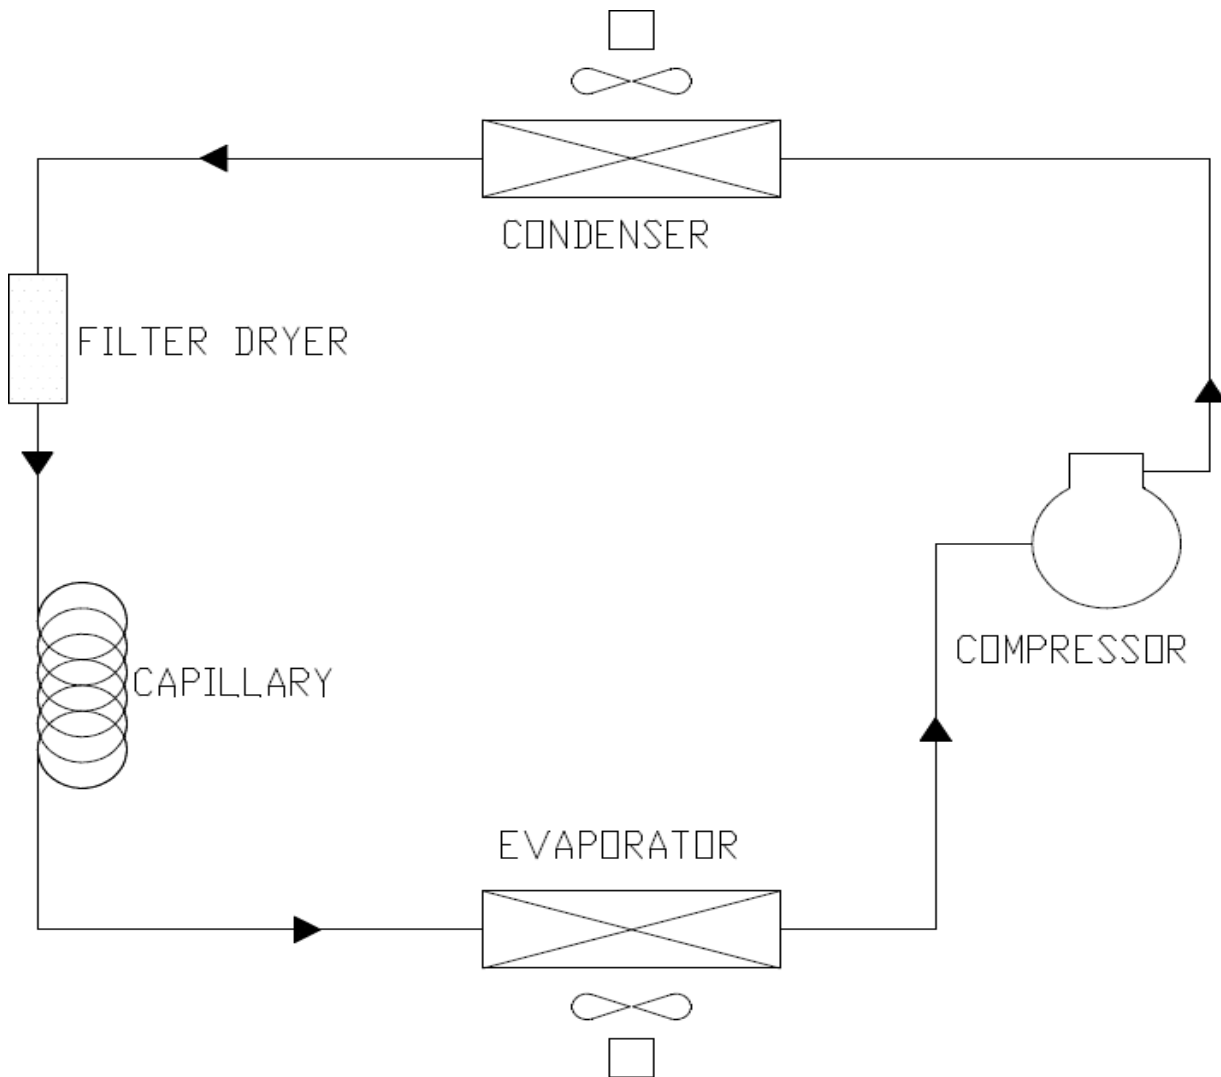 CONDENSER
FILTER DRYER
COMPRESSOR
CAPILLARY
EVAPORATOR